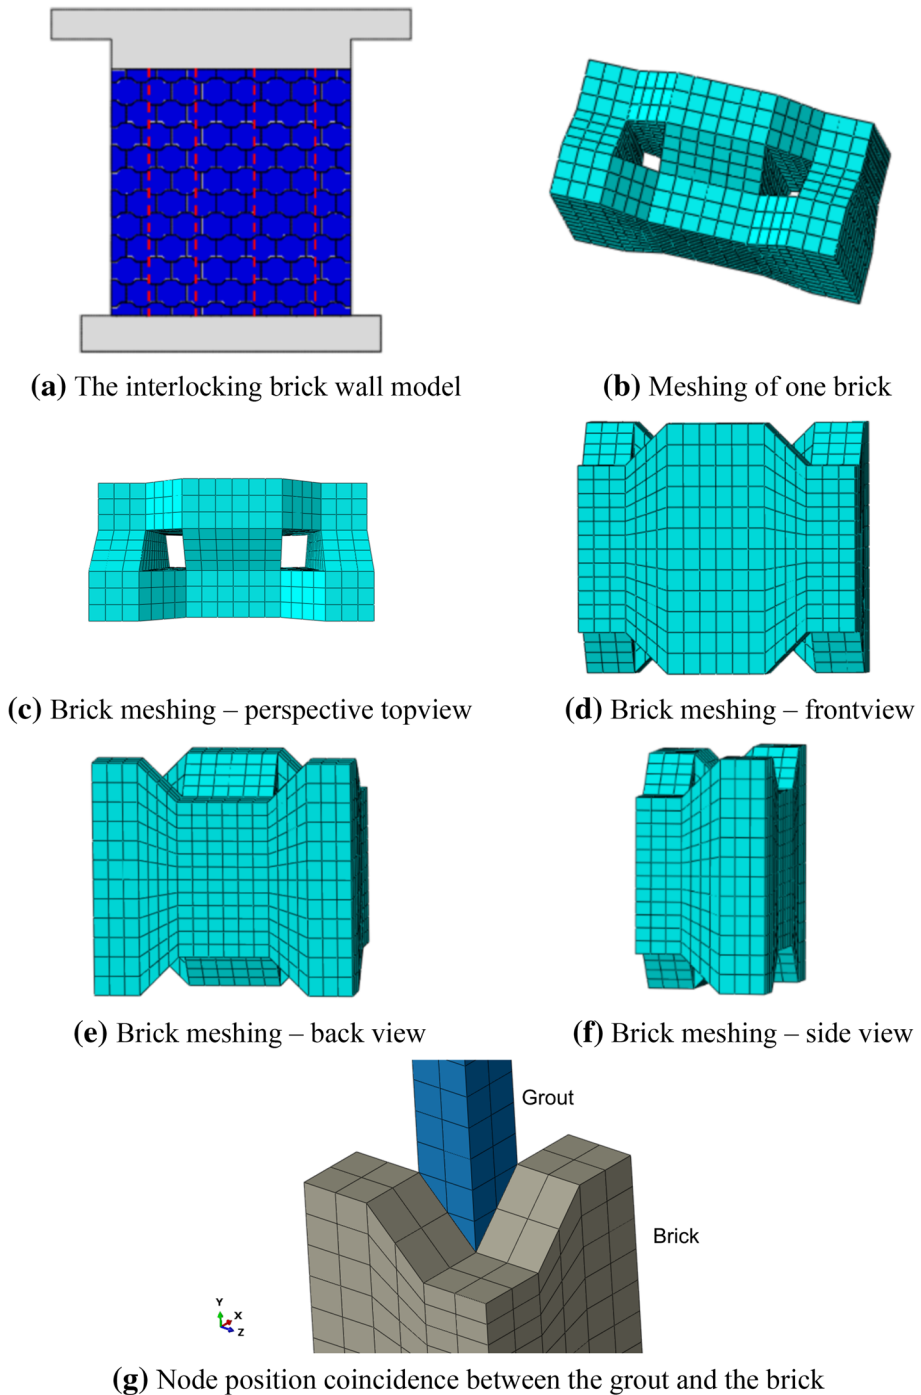 (a) The interlocking brick wall model
(b) Meshing of one brick
(c) Brick meshing – perspective topview
(d) Brick meshing – frontview
(e) Brick meshing – back view
(f) Brick meshing – side view
Grout
Brick
Y
X
Z
(g) Node position coincidence between the grout and the brick